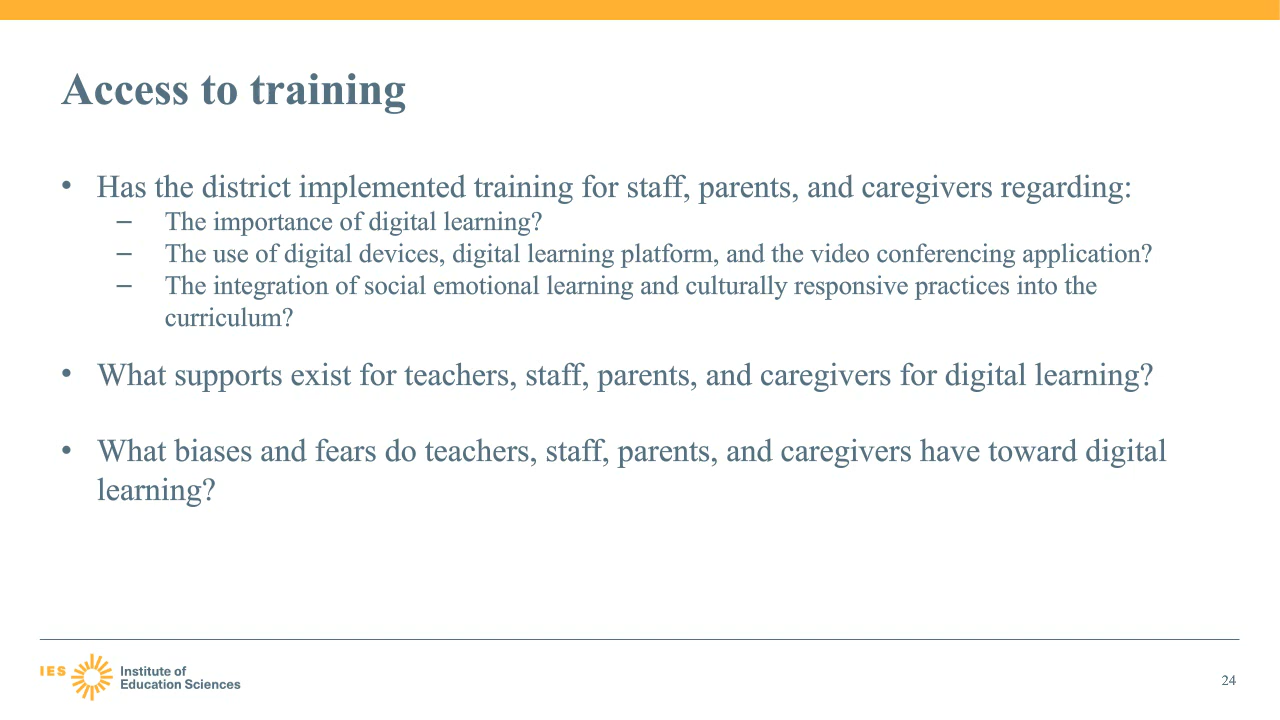 Access to training
• Has the district implemented training for staff, parents, and caregivers regarding:
– The importance of digital learning?
– The use of digital devices, digital learning platform, and the video conferencing application?
– The integration of social emotional learning and culturally responsive practices into the
curriculum?
• What supports exist for teachers, staff, parents, and caregivers for digital learning?
• What biases and fears do teachers, staff, parents, and caregivers have toward digital
learning?
IES
Institute of
Education Sciences
24